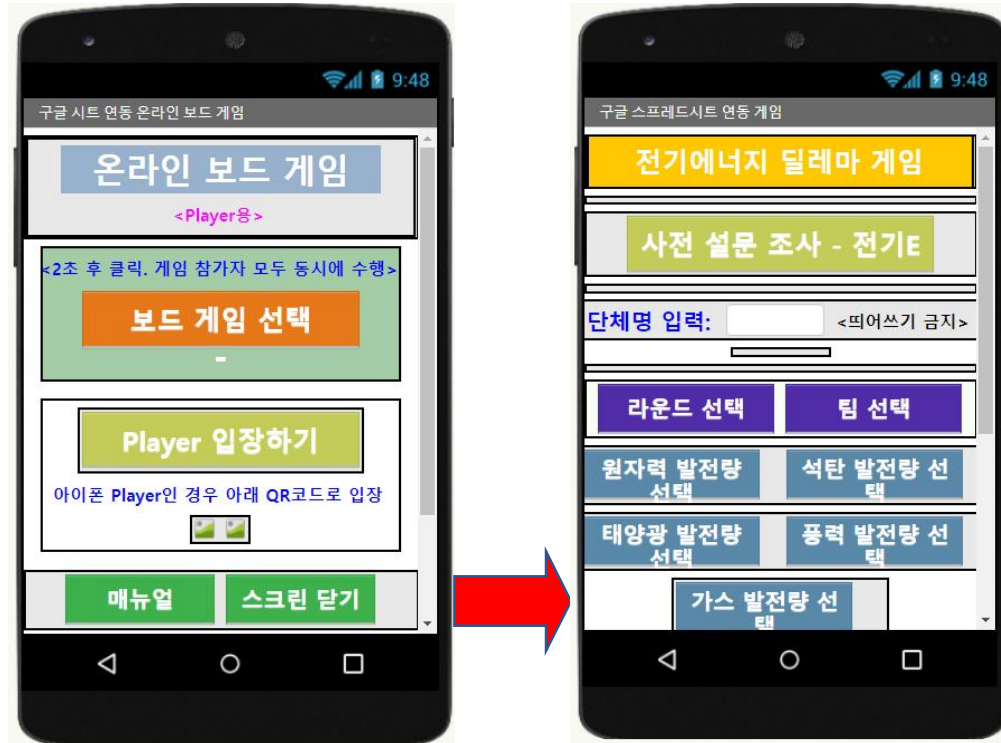 9:48
구글 시트 연동 온라인 보드 게임
온라인 보드 게임
<Player용>
<2초 후 클릭. 게임 참가자 모두 동시에 수행>
보드 게임 선택
-
Player 입장하기
아이폰 Player인 경우 아래 QR코드로 입장
매뉴얼
스크린 닫기
9:48
구글 스프레드시트 연동 게임
전기에너지 딜레마 게임
사전 설문 조사 - 전기E
단체명 입력: <띄어쓰기 금지>
라운드 선택
팀 선택
원자력 발전량
선택
석탄 발전량 선
택
태양광 발전량
선택
풍력 발전량 선
택
가스 발전량 선
택